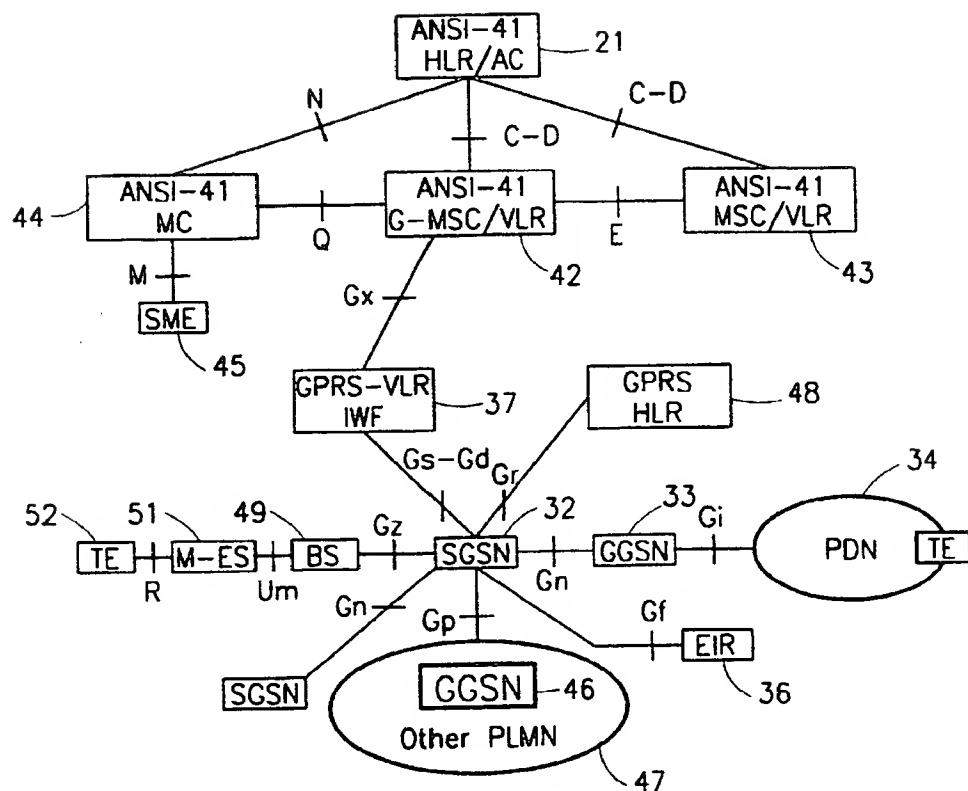 ANSI-41
HLR/AC
21
N
C-D
C-D
ANSI-41
MC
44
Q
ANSI-41
G-MSC/VLR
42
E
ANSI-41
MSC/VLR
43
M
SME
45
Gx
GPRS-VLR
IWF
37
GPRS
HLR
48
Gs-Gd
Gr
34
52
51
49
32
33
TE
R
M-ES
Um
BS
Gz
SGSN
Gn
GGSN
Gi
PDN
TE
Gn
Gp
Gf
EIR
36
SGSN
GGSN
46
Other PLMN
47